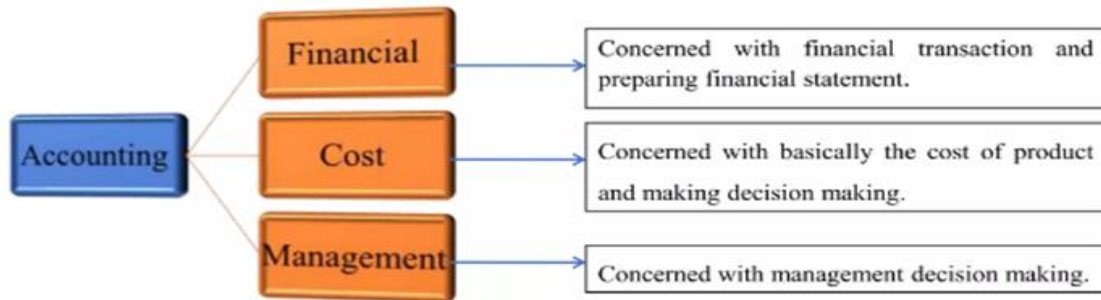 Financial
Concerned with financial transaction and
preparing financial statement.
Accounting
Cost
Concerned with basically the cost of product
and making decision making.
Management
Concerned with management decision making.